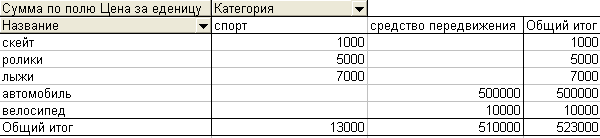 Сумма по полю Цена за еденицу Категория
Название спорт средство передвижения Общий итог
скейт 1000 1000
ролики 5000 5000
лыжи 7000 7000
автомобиль 500000 500000
велосипед 10000 10000
Общий итог 13000 510000 523000